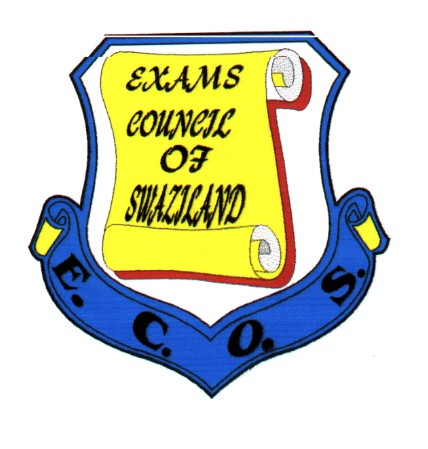 EXAMS
COUNCIL
OF
SWAZILAND
E. C. O. S.